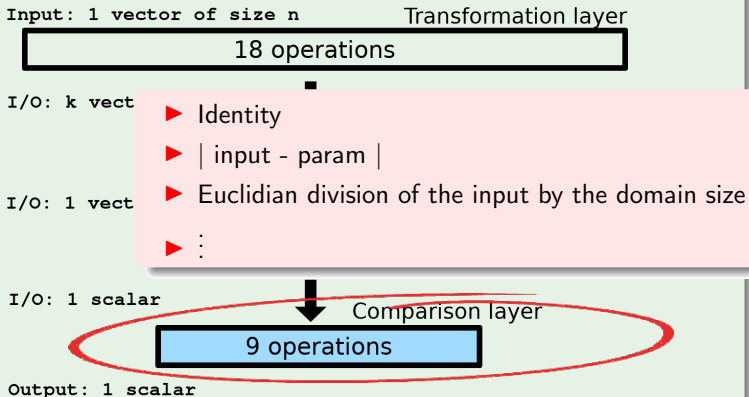 Input: 1 vector of size n
Transformation layer
18 operations
I/O: k vect
Identity
| input - param |
Euclidian division of the input by the domain size
⋮
I/O: 1 vect
I/O: 1 scalar
Comparison layer
9 operations
Output: 1 scalar